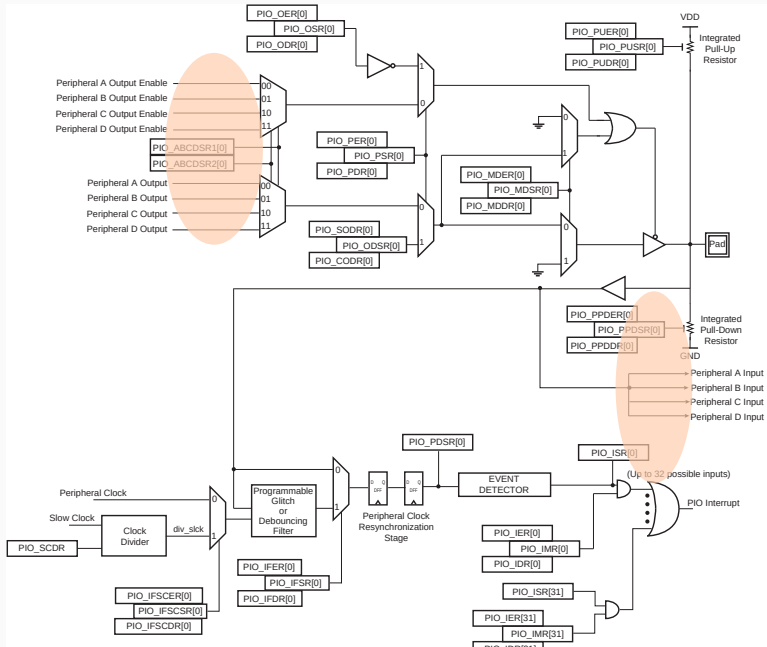 PIO_OER[0]
PIO_OSR[0]
PIO_ODR[0]
1
0
PIO_PUER[0]
PIO_PUSR[0]
PIO_PUDR[0]
VDD
Integrated
Pull-Up
Resistor
Peripheral A Output Enable
Peripheral B Output Enable
Peripheral C Output Enable
Peripheral D Output Enable
00
01
10
11
PIO_ABCDSR1[0]
PIO_ABCDSR2[0]
Peripheral A Output
Peripheral B Output
Peripheral C Output
Peripheral D Output
00
01
10
11
PIO_PER[0]
PIO_PSR[0]
PIO_PDR[0]
0
1
PIO_MDER[0]
PIO_MDSR[0]
PIO_MDDR[0]
0
1
PIO_SODR[0]
PIO_ODSR[0]
PIO_CODR[0]
0
1
Pad
PIO_PPDER[0]
PIO_PPDSR[0]
PIO_PPDDR[0]
Integrated
Pull-Down
Resistor
GND
Peripheral A Input
Peripheral B Input
Peripheral C Input
Peripheral D Input
PIO_PDSR[0]
PIO_ISR[0]
(Up to 32 possible inputs)
PIO Interrupt
Peripheral Clock
Slow Clock
PIO_SCDR
Clock
Divider
div_slck
0
1
Programmable
Glitch
or
Debouncing
Filter
0
1
D Q
DFF
D Q
DFF
Peripheral Clock
Resynchronization
Stage
EVENT
DETECTOR
PIO_IER[0]
PIO_IMR[0]
PIO_IDR[0]
PIO_IFER[0]
PIO_IFSR[0]
PIO_IFDR[0]
PIO_IFSCER[0]
PIO_IFSCSR[0]
PIO_IFSCDR[0]
PIO_ISR[31]
PIO_IER[31]
PIO_IMR[31]